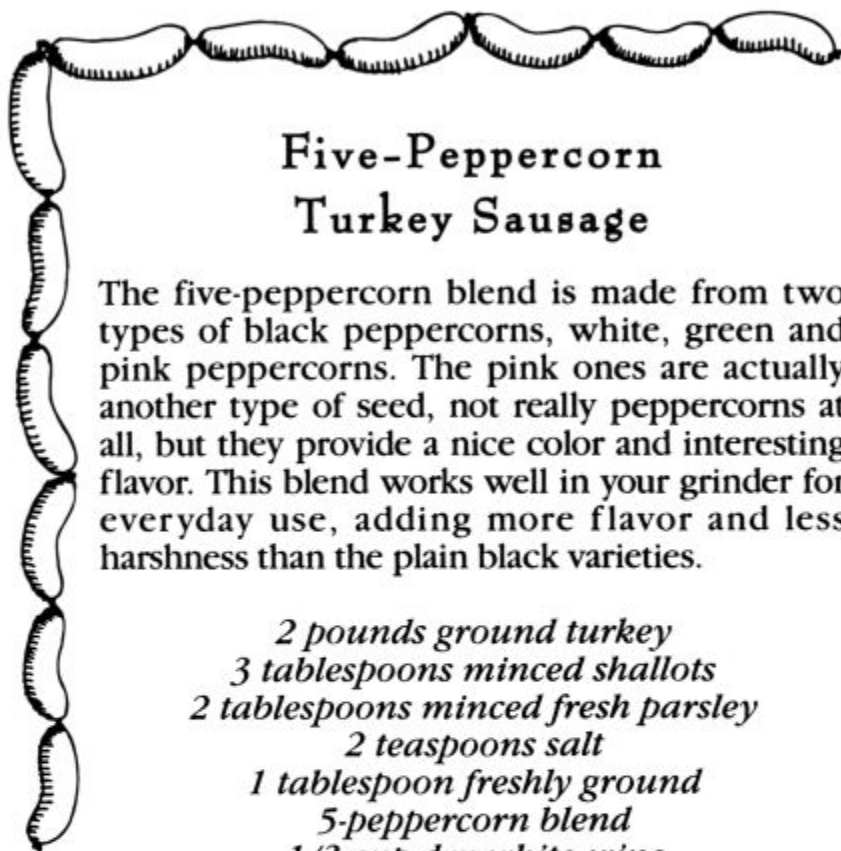 Five-Peppercorn
Turkey Sausage
The five-peppercorn blend is made from two
types of black peppercorns, white, green and
pink peppercorns. The pink ones are actually
another type of seed, not really peppercorns at
all, but they provide a nice color and interesting
flavor. This blend works well in your grinder for
everyday use, adding more flavor and less
harshness than the plain black varieties.
2 pounds ground turkey
3 tablespoons minced shallots
2 tablespoons minced fresh parsley
2 teaspoons salt
1 tablespoon freshly ground
5-peppercorn blend